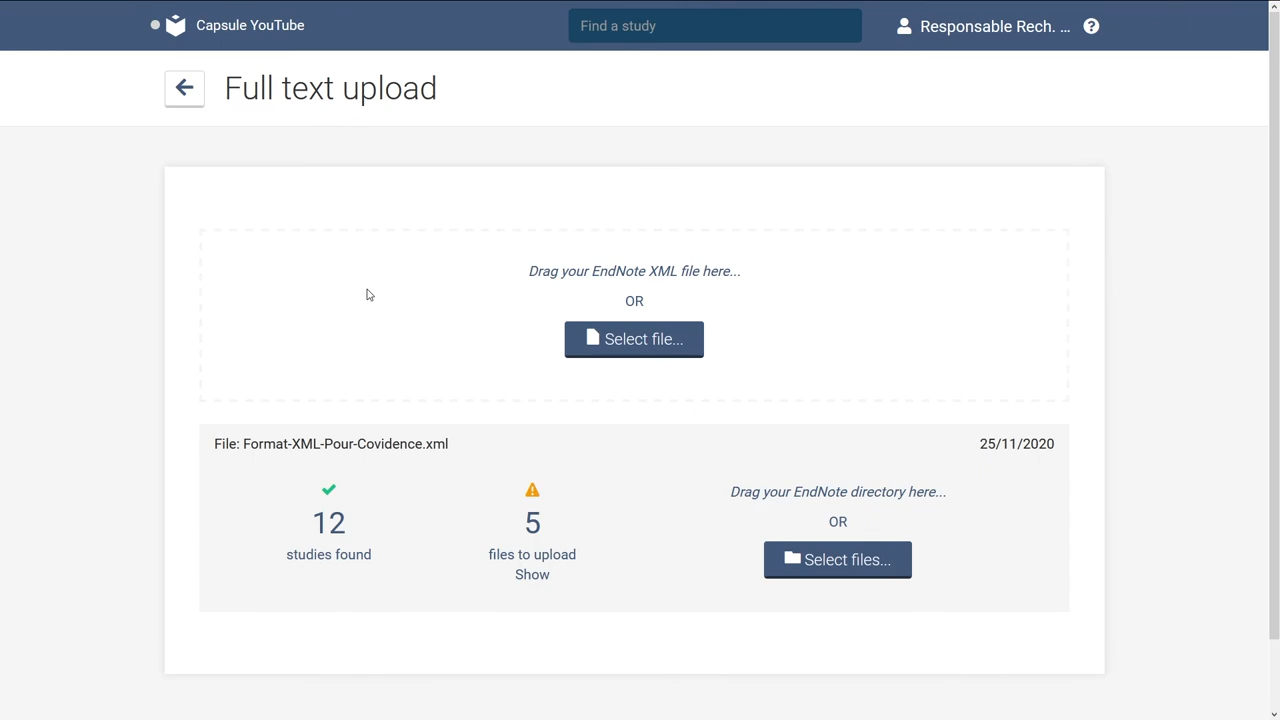 Capsule YouTube
Find a study
Responsable Rech. ...
Full text upload
Drag your EndNote XML file here...
OR
Select file...
File: Format-XML-Pour-Covidence.xml
25/11/2020
12
studies found
5
files to upload
Show
Drag your EndNote directory here...
OR
Select files...